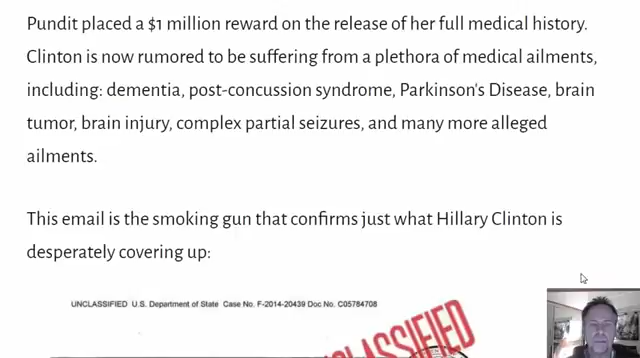 Pundit placed a $1 million reward on the release of her full medical history.
Clinton is now rumored to be suffering from a plethora of medical ailments,
including: dementia, post-concussion syndrome, Parkinson's Disease, brain
tumor, brain injury, complex partial seizures, and many more alleged
ailments.
This email is the smoking gun that confirms just what Hillary Clinton is
desperately covering up:
UNCLASSIFIED U.S. Department of State Case No. F-2014-20439 Doc No. C05784708
UNCLASSIFIED